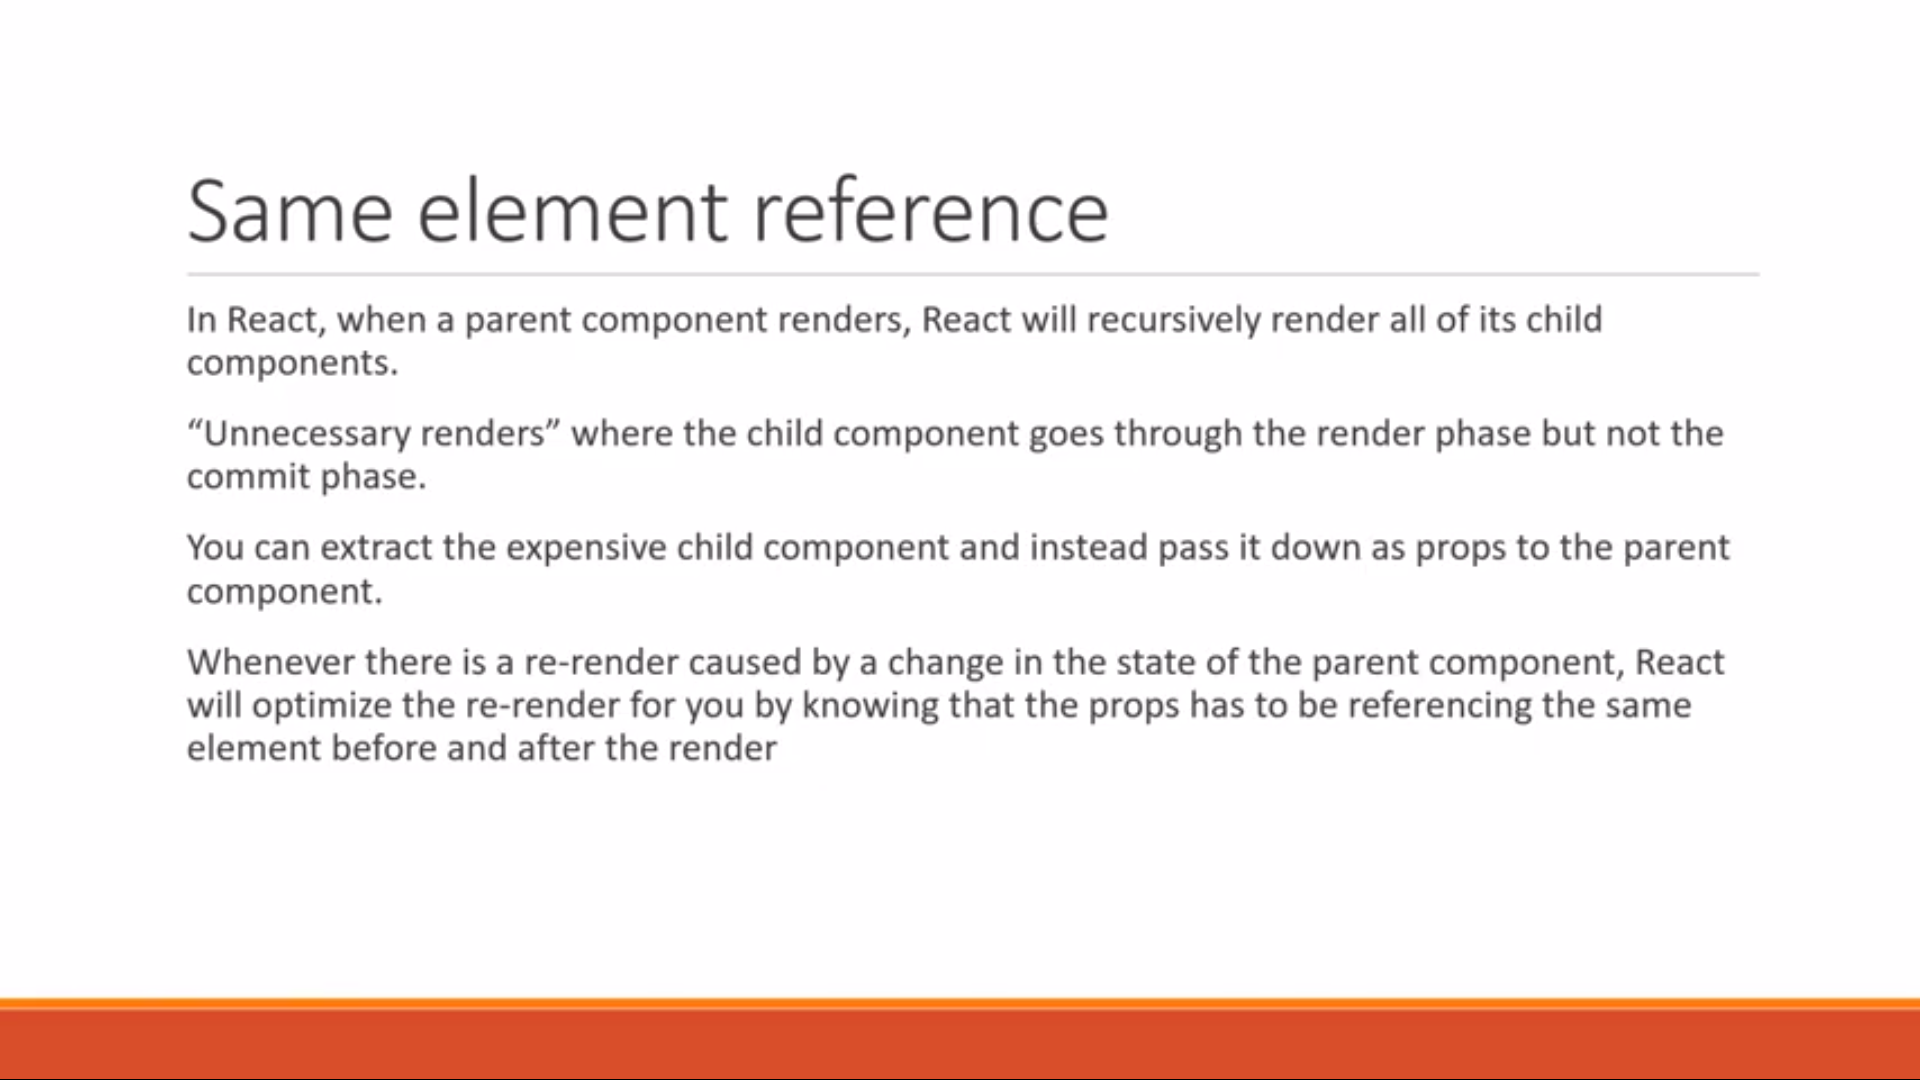 Same element reference
In React, when a parent component renders, React will recursively render all of its child
components.
“Unnecessary renders” where the child component goes through the render phase but not the
commit phase.
You can extract the expensive child component and instead pass it down as props to the parent
component.
Whenever there is a re-render caused by a change in the state of the parent component, React
will optimize the re-render for you by knowing that the props has to be referencing the same
element before and after the render